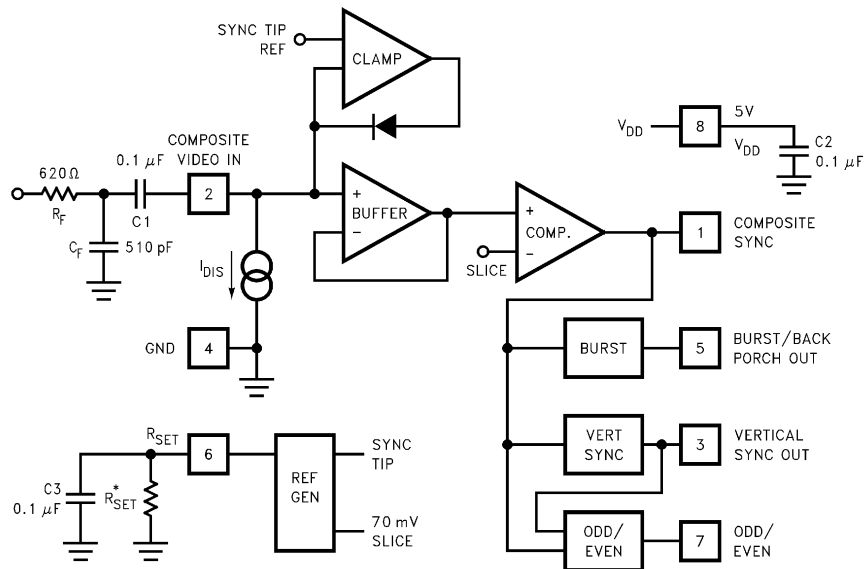 SYNC TIP
REF
CLAMP
COMPOSITE
VIDEO IN
0.1 μF
620Ω
R_F
C1
2
C_F
510 pF
+
BUFFER
−
I_DIS
GND
4
+
COMP.
−
SLICE
V_DD
8
5V
V_DD
C2
0.1 μF
1
COMPOSITE
SYNC
BURST
5
BURST/BACK
PORCH OUT
VERT
SYNC
3
VERTICAL
SYNC OUT
ODD/
EVEN
7
ODD/
EVEN
R_SET
6
C3
0.1 μF
R*_SET
REF
GEN
SYNC
TIP
70 mV
SLICE